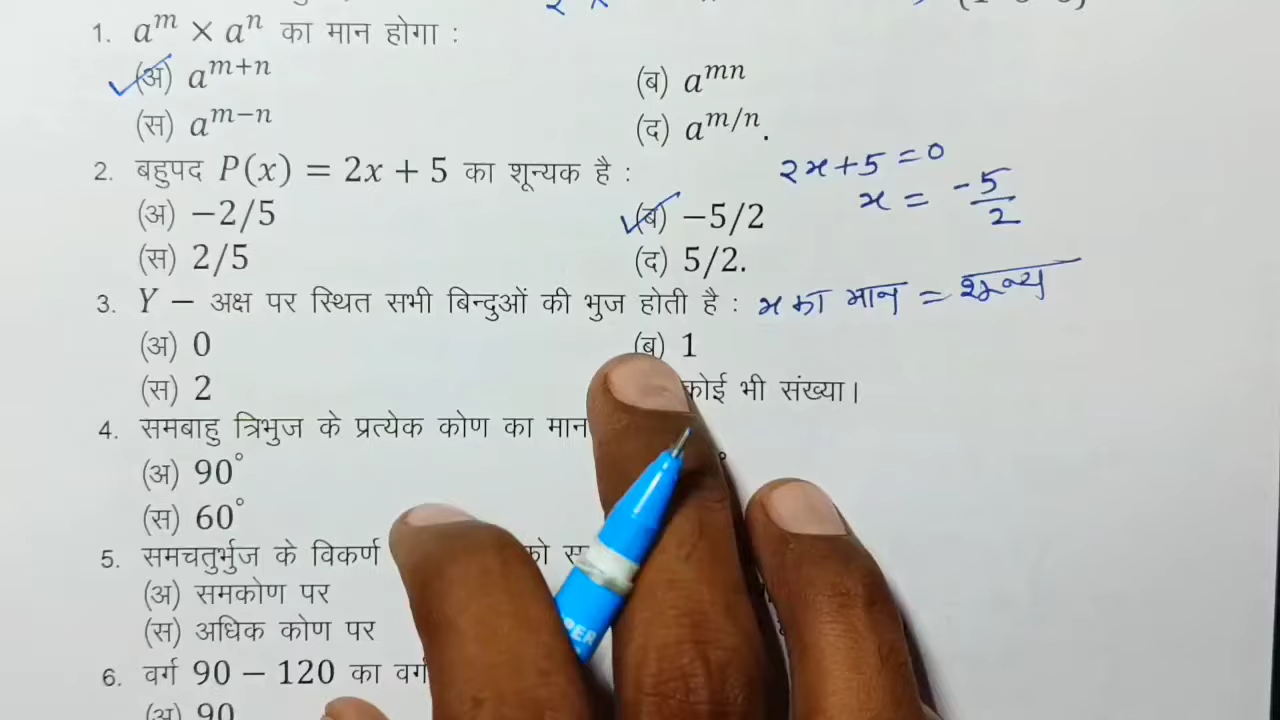 1. aᵐ × aⁿ का मान होगा :
(अ) aᵐ⁺ⁿ (ब) aᵐⁿ
(स) aᵐ⁻ⁿ (द) a^{m/n}.
2. बहुपद P(x) = 2x + 5 का शून्यक है : 2x+5=0
(अ) −2/5 (ब) −5/2 x = -5/2
(स) 2/5 (द) 5/2.
3. Y − अक्ष पर स्थित सभी बिन्दुओं की भुज होती है : x का मान = शून्य
(अ) 0 (ब) 1
(स) 2 कोई भी संख्या।
4. समबाहु त्रिभुज के प्रत्येक कोण का मान
(अ) 90°
(स) 60°
5. समचतुर्भुज के विकर्ण को
(अ) समकोण पर
(स) अधिक कोण पर
6. वर्ग 90 − 120 का वर्ग
(अ) 90